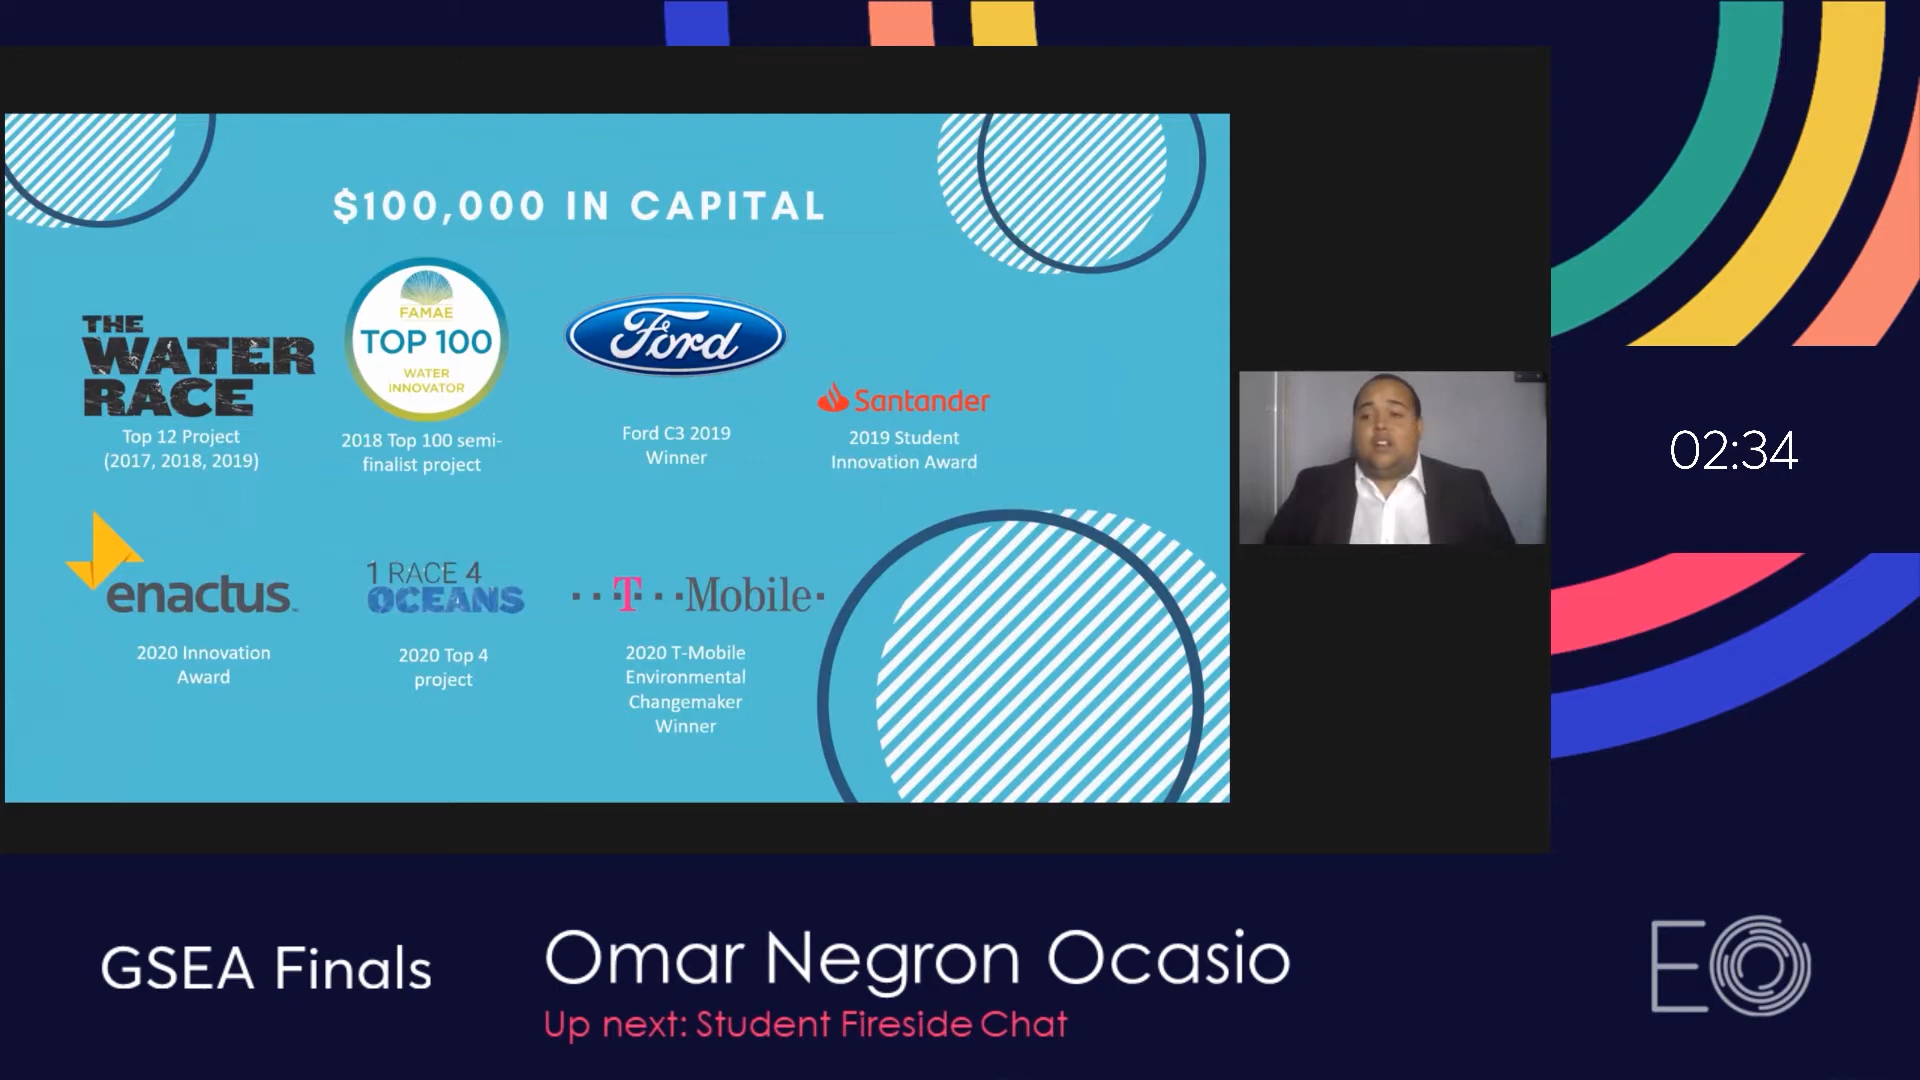 $100,000 IN CAPITAL
THE
WATER
RACE
Top 12 Project
(2017, 2018, 2019)
FAMAE
TOP 100
WATER
INNOVATOR
2018 Top 100 semi-
finalist project
Ford
Ford C3 2019
Winner
Santander
2019 Student
Innovation Award
enactus
2020 Innovation
Award
1 RACE 4
OCEANS
2020 Top 4
project
T Mobile
2020 T-Mobile
Environmental
Changemaker
Winner
02:34
GSEA Finals
Omar Negron Ocasio
Up next: Student Fireside Chat
EO